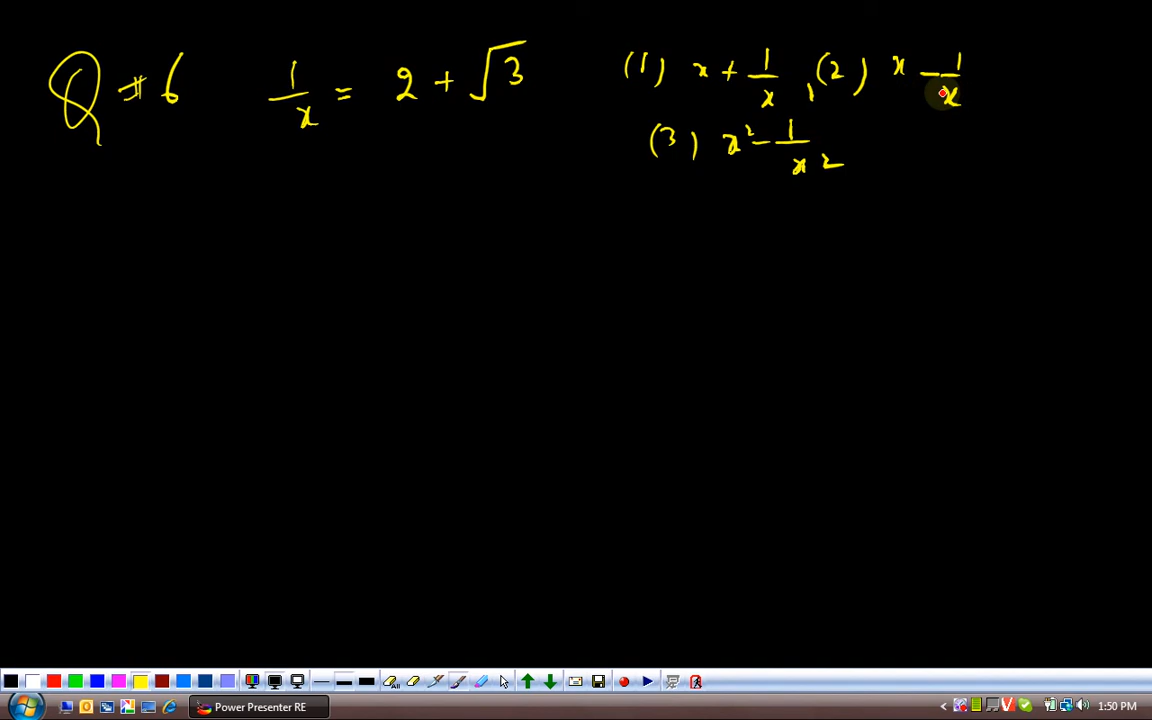 Q # 6 1/x = 2 + √3 (1) x + 1/x , (2) x - 1/x
(3) x² - 1/x²
Power Presenter RE
1:50 PM